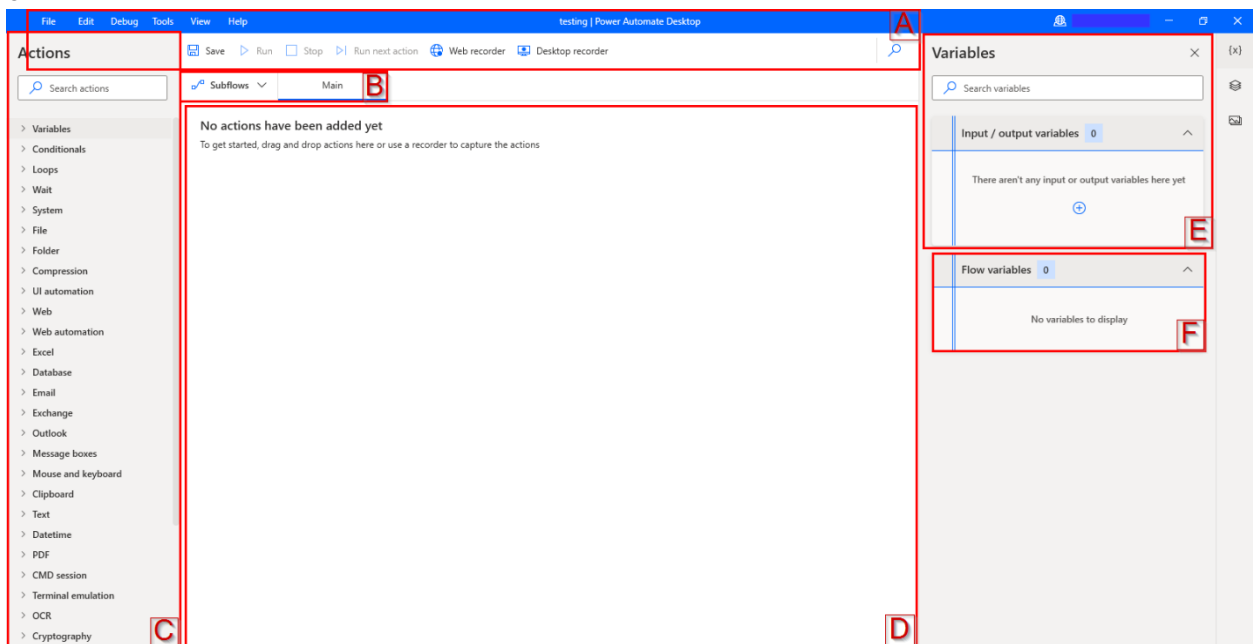 File Edit Debug Tools View Help testing | Power Automate Desktop A
Actions
Save Run Stop Run next action Web recorder Desktop recorder
Search actions
Subflows Main B
Variables
Conditionals
Loops
Wait
System
File
Folder
Compression
UI automation
Web
Web automation
Excel
Database
Email
Exchange
Outlook
Message boxes
Mouse and keyboard
Clipboard
Text
Datetime
PDF
CMD session
Terminal emulation
OCR
Cryptography
C
No actions have been added yet
To get started, drag and drop actions here or use a recorder to capture the actions
D
Variables {x}
Search variables
Input / output variables 0
There aren't any input or output variables here yet
E
Flow variables 0
No variables to display
F